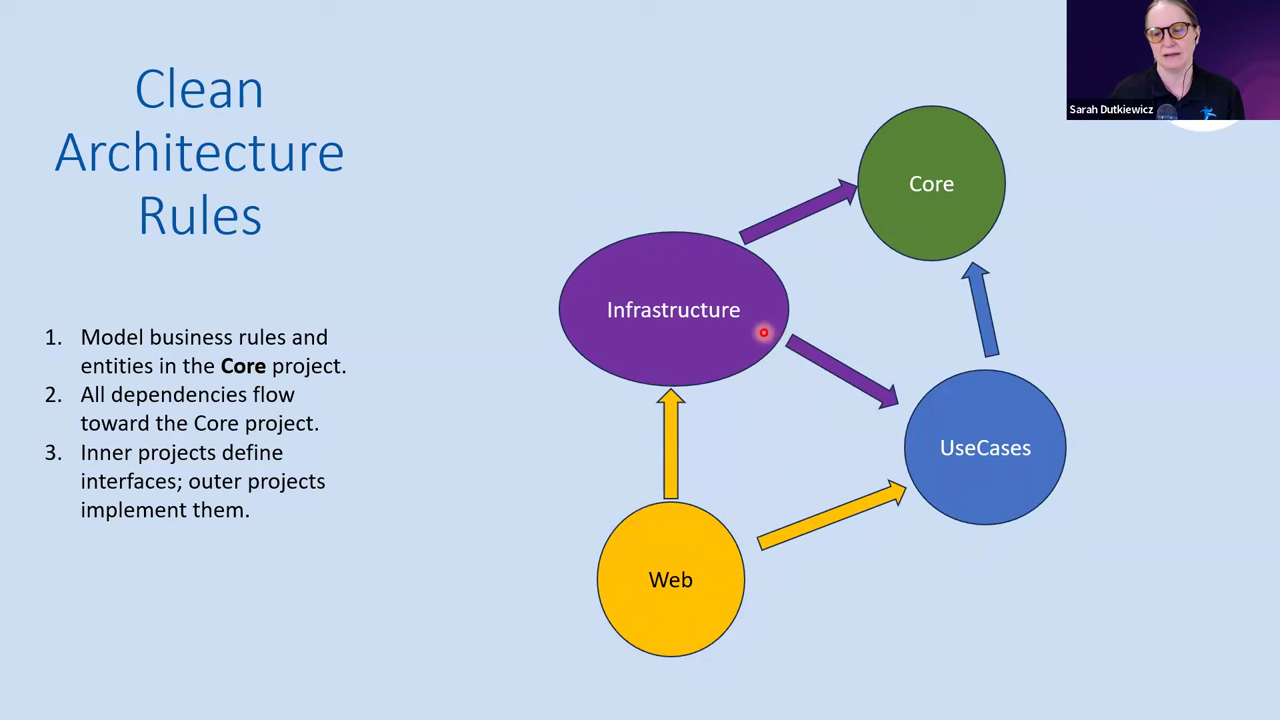 Clean
Architecture
Rules
1. Model business rules and
entities in the Core project.
2. All dependencies flow
toward the Core project.
3. Inner projects define
interfaces; outer projects
implement them.
Core
Infrastructure
UseCases
Web
Sarah Dutkiewicz